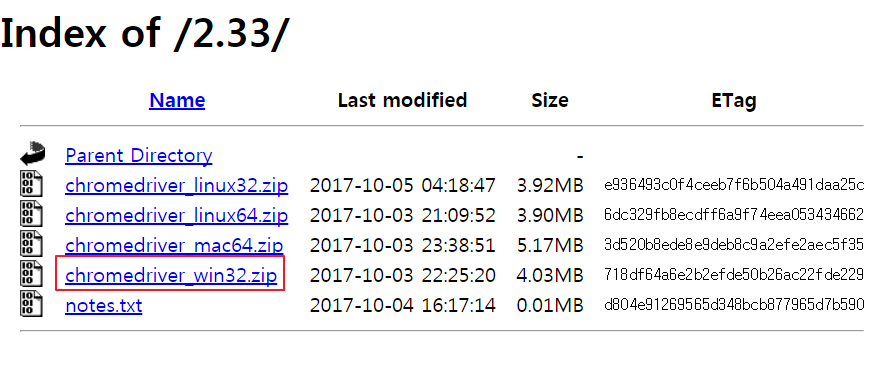 Index of /2.33/
Name Last modified Size ETag
Parent Directory -
chromedriver_linux32.zip 2017-10-05 04:18:47 3.92MB e936493c0f4ceeb7f6b504a491daa25c
chromedriver_linux64.zip 2017-10-03 21:09:52 3.90MB 6dc329fb8ecdff6a9f74eea053434662
chromedriver_mac64.zip 2017-10-03 23:38:51 5.17MB 3d520b8ede8e9deb8c9a2efe2aec5f35
chromedriver_win32.zip 2017-10-03 22:25:20 4.03MB 718df64a6e2b2efde50b26ac22fde229
notes.txt 2017-10-04 16:17:14 0.01MB d804e91269565d348bcb877965d7b590